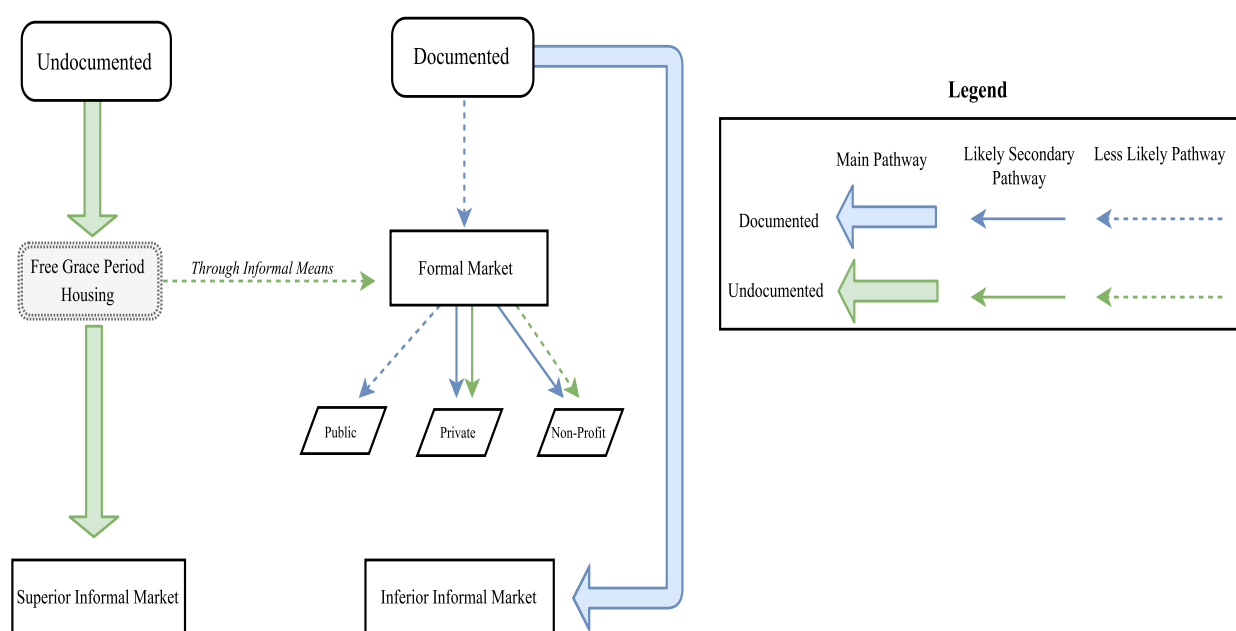 Undocumented
Documented
Legend
Main Pathway
Likely Secondary
Pathway
Less Likely Pathway
Documented
Undocumented
Free Grace Period
Housing
Through Informal Means
Formal Market
Public
Private
Non-Profit
Superior Informal Market
Inferior Informal Market